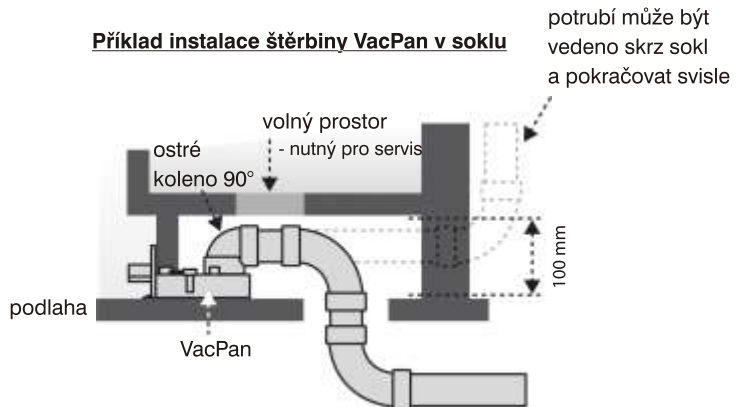 Příklad instalace štěrbiny VacPan v soklu
potrubí může být
vedeno skrz sokl
a pokračovat svisle
volný prostor
- nutný pro servis
ostré
koleno 90°
100 mm
podlaha
VacPan